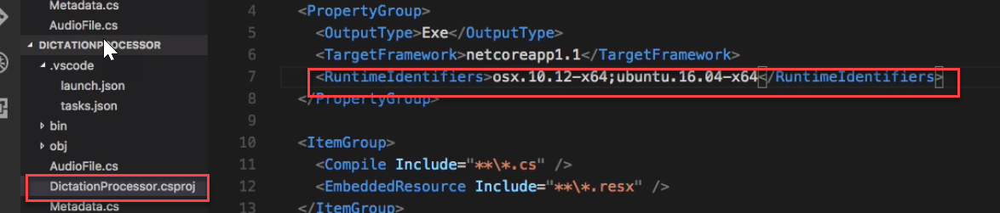 Metadata.cs
AudioFile.cs
DICTATIONPROCESSOR
.vscode
launch.json
tasks.json
bin
obj
AudioFile.cs
DictationProcessor.csproj
Metadata.cs
4 <PropertyGroup>
5 <OutputType>Exe</OutputType>
6 <TargetFramework>netcoreapp1.1</TargetFramework>
7 <RuntimeIdentifiers>osx.10.12-x64;ubuntu.16.04-x64</RuntimeIdentifiers>
8 </PropertyGroup>
9
10 <ItemGroup>
11 <Compile Include="**\*.cs" />
12 <EmbeddedResource Include="**\*.resx" />
13 </ItemGroup>